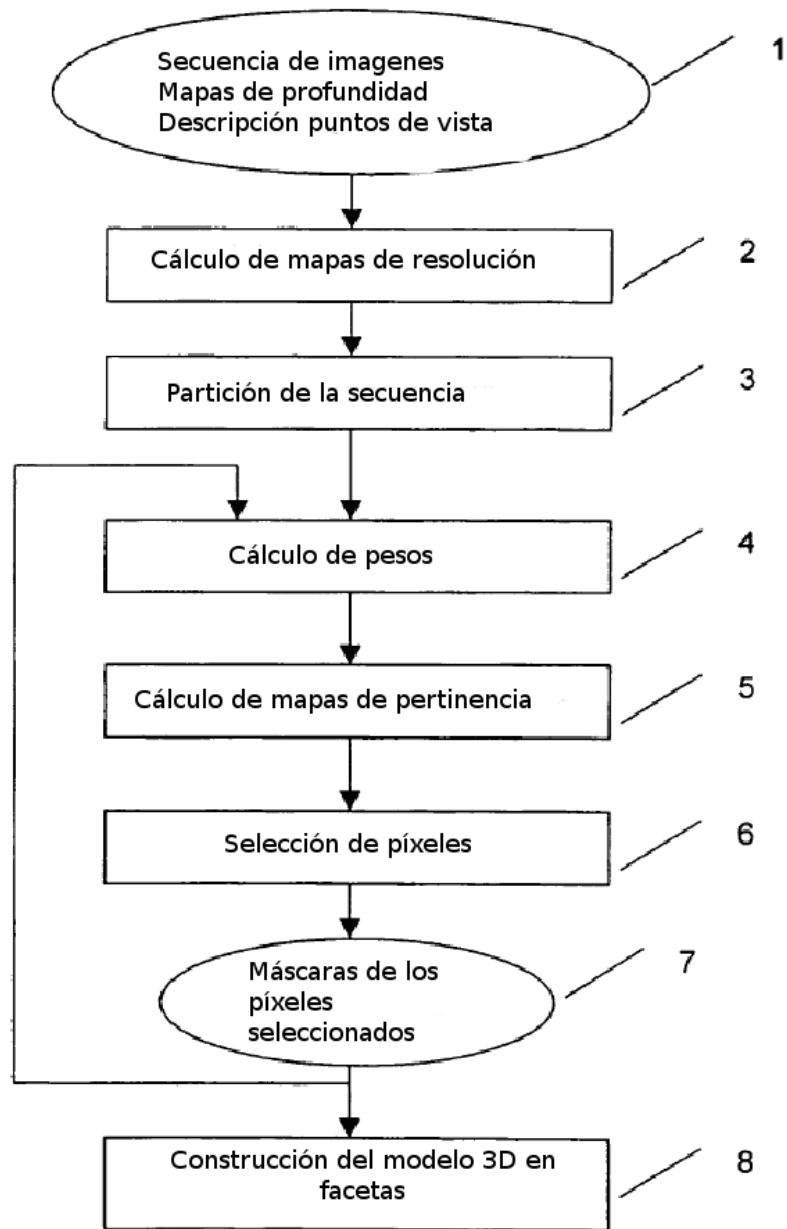 Secuencia de imagenes
Mapas de profundidad
Descripción puntos de vista
1
Cálculo de mapas de resolución
2
Partición de la secuencia
3
Cálculo de pesos
4
Cálculo de mapas de pertinencia
5
Selección de píxeles
6
Máscaras de los
píxeles
seleccionados
7
Construcción del modelo 3D en
facetas
8